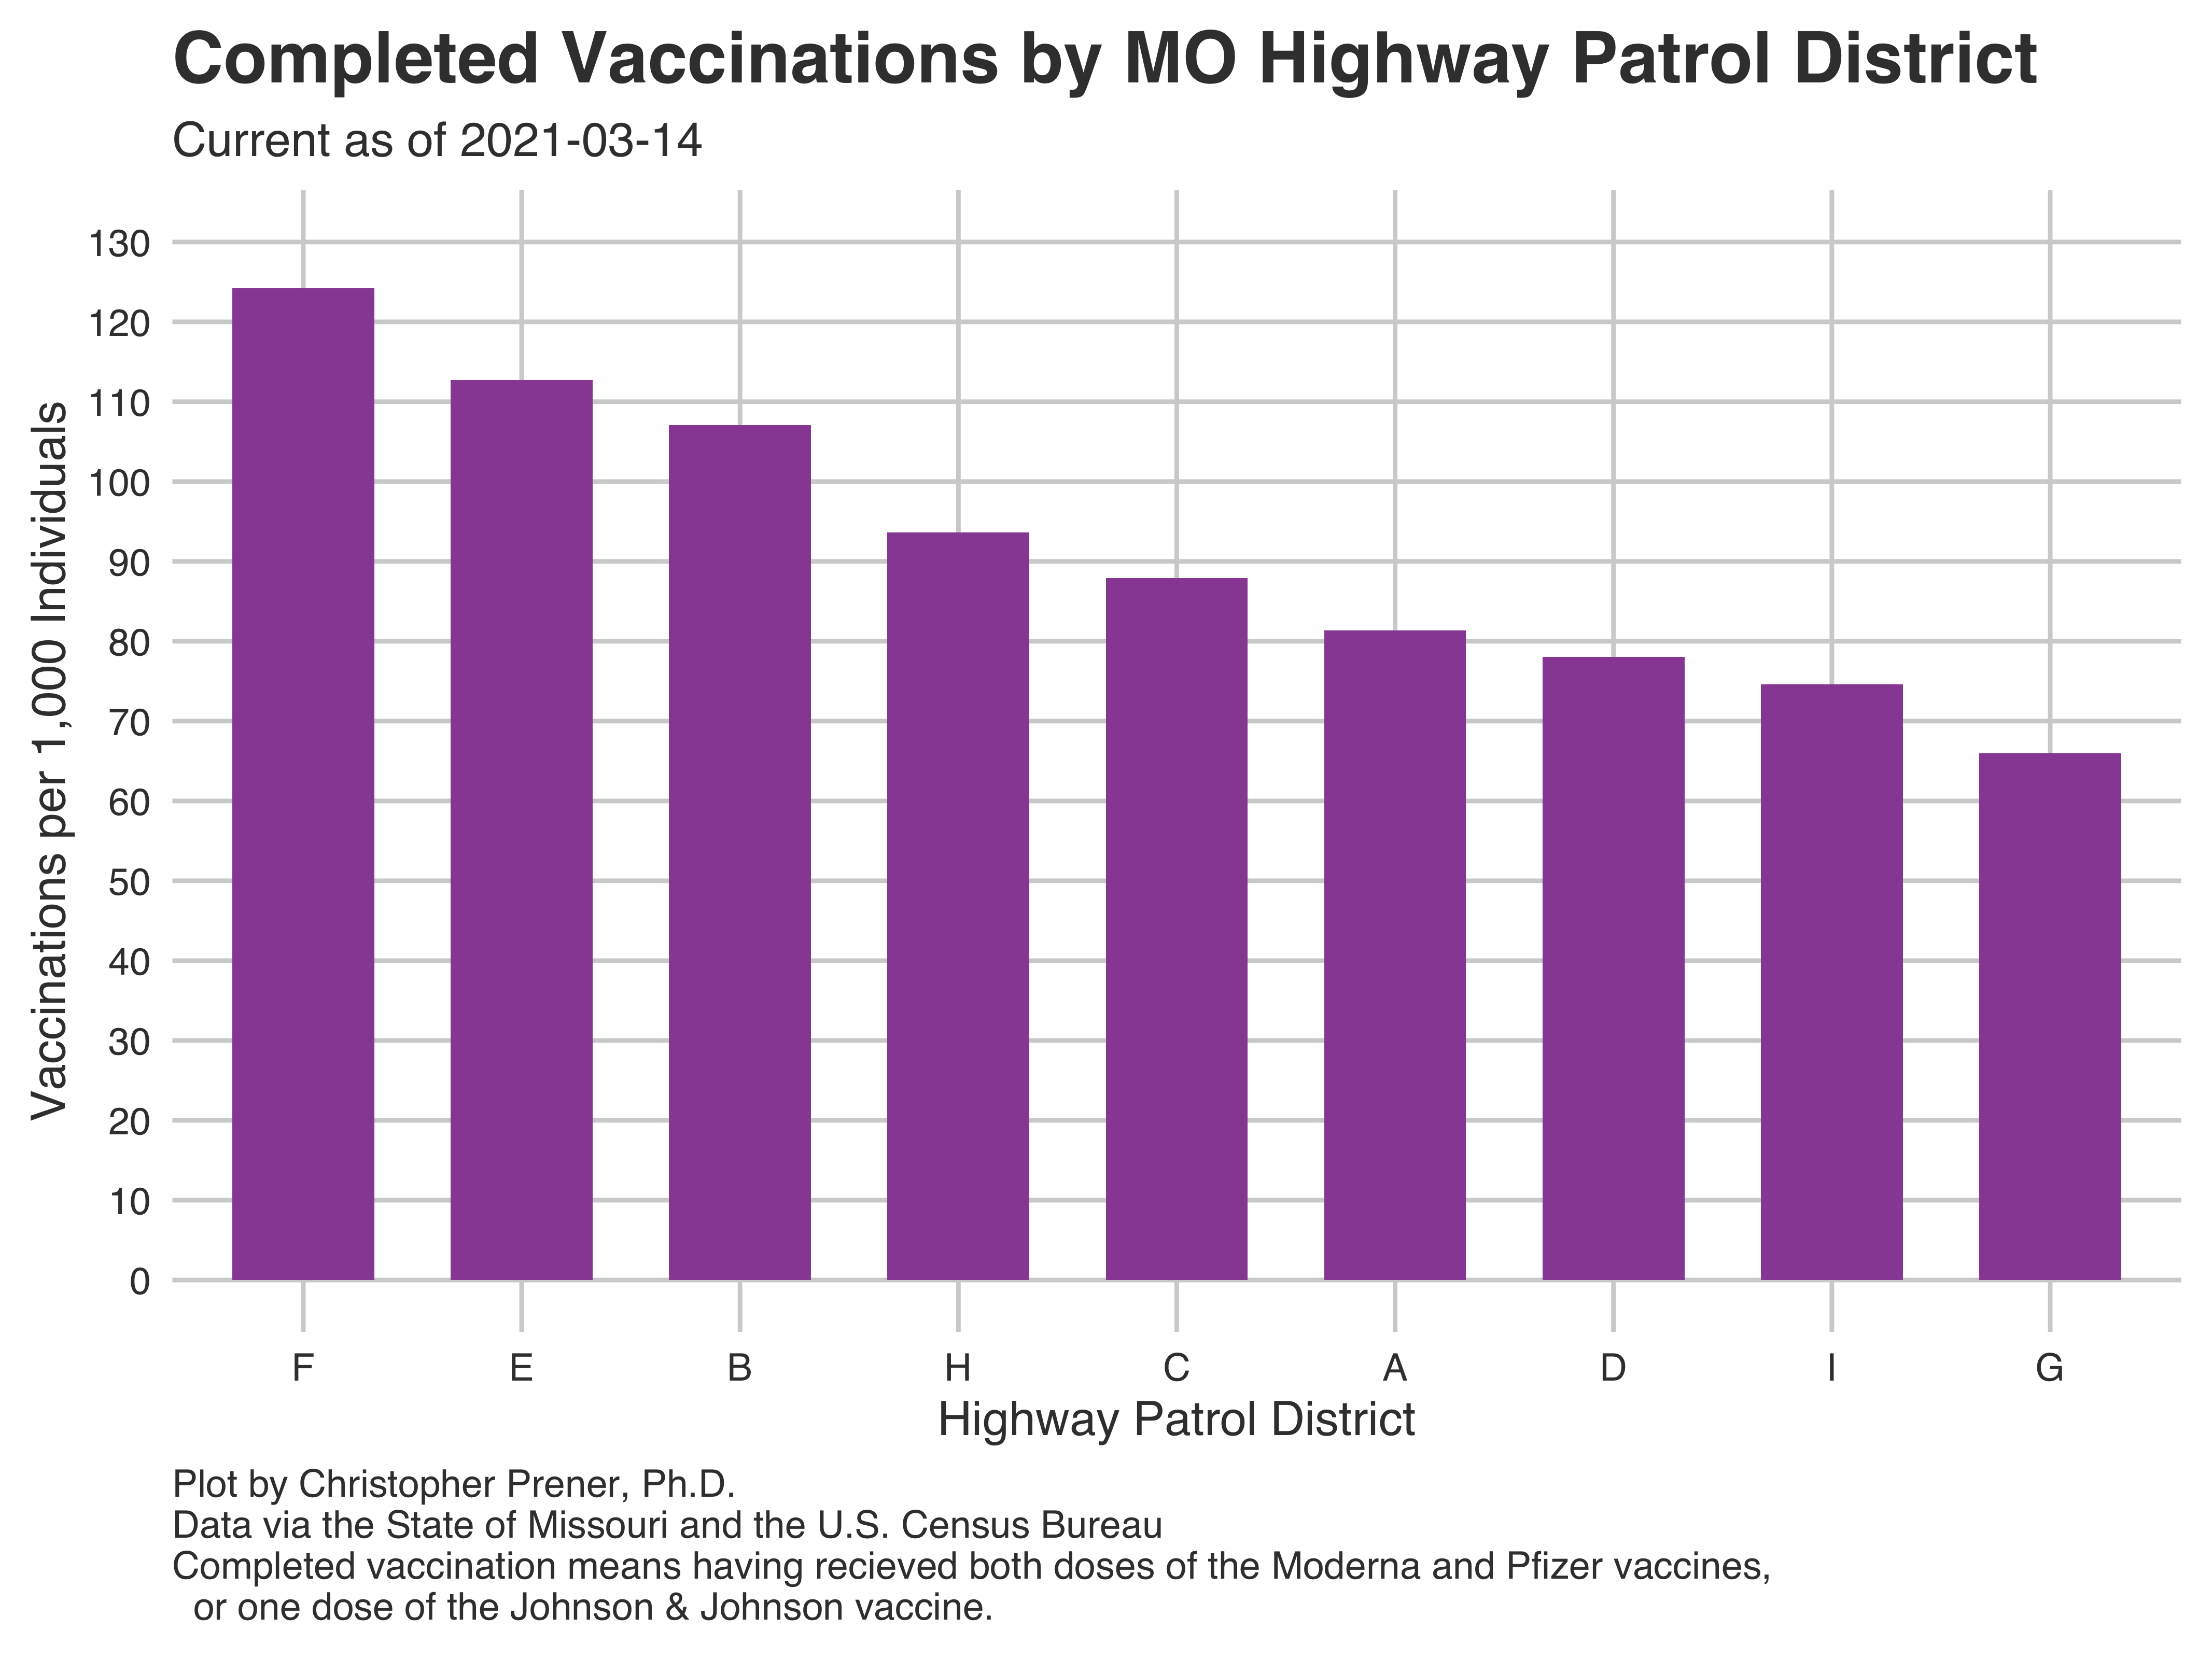 Completed Vaccinations by MO Highway Patrol District
Current as of 2021-03-14
Vaccinations per 1,000 Individuals
130
120
110
100
90
80
70
60
50
40
30
20
10
0
F E B H C A D I G
Highway Patrol District
Plot by Christopher Prener, Ph.D.
Data via the State of Missouri and the U.S. Census Bureau
Completed vaccination means having recieved both doses of the Moderna and Pfizer vaccines,
or one dose of the Johnson & Johnson vaccine.